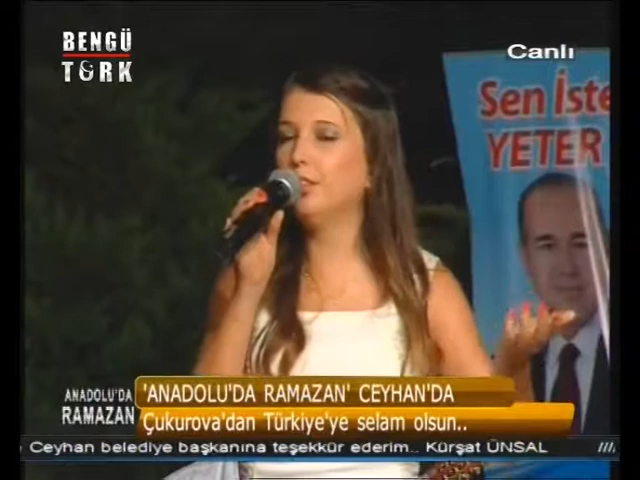 BENGÜ
TÜRK
Canlı
Sen İste
YETER
'ANADOLU'DA RAMAZAN' CEYHAN'DA
ANADOLU'DA
RAMAZAN
Çukurova'dan Türkiye'ye selam olsun..
Ceyhan belediye başkanına teşekkür ederim.. Kürşat ÜNSAL